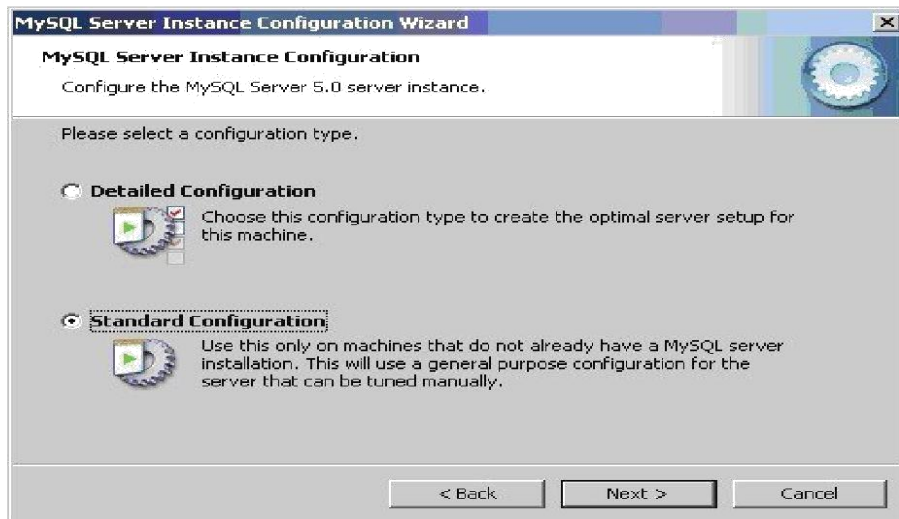 MySQL Server Instance Configuration Wizard
MySQL Server Instance Configuration
Configure the MySQL Server 5.0 server instance.
Please select a configuration type.
Detailed Configuration
Choose this configuration type to create the optimal server setup for
this machine.
Standard Configuration
Use this only on machines that do not already have a MySQL server
installation. This will use a general purpose configuration for the
server that can be tuned manually.
< Back
Next >
Cancel